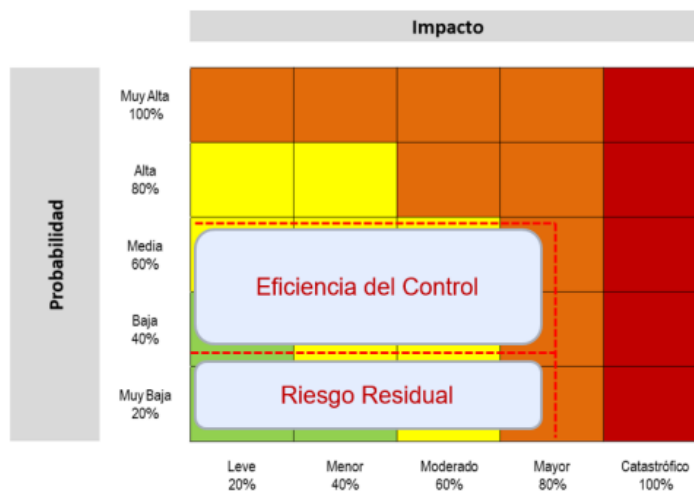 Impacto
Probabilidad
Muy Alta
100%
Alta
80%
Media
60%
Baja
40%
Muy Baja
20%
Eficiencia del Control
Riesgo Residual
Leve
20%
Menor
40%
Moderado
60%
Mayor
80%
Catastrófico
100%